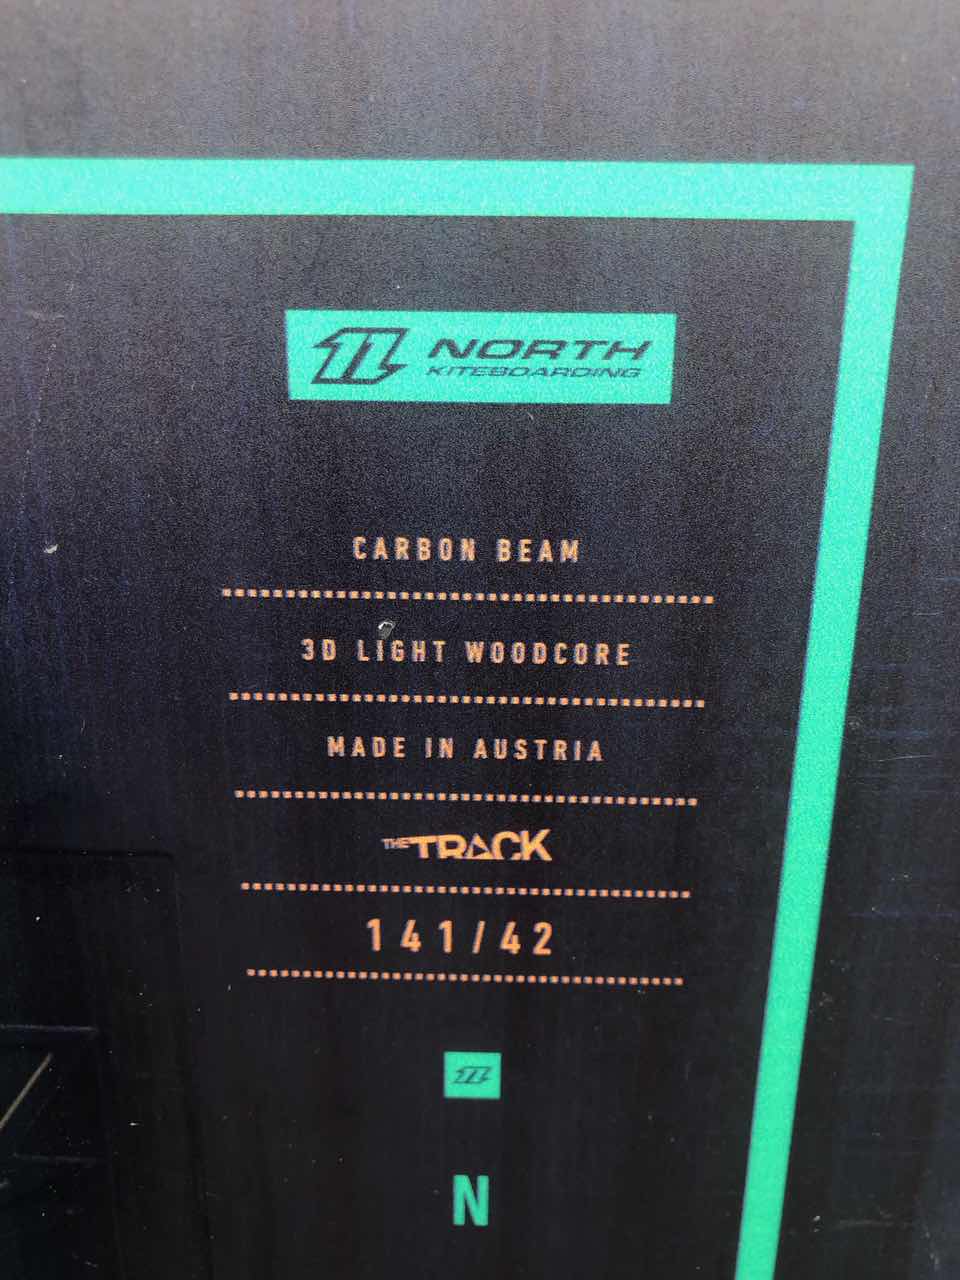 NORTH
KITEBOARDING
CARBON BEAM
3D LIGHT WOODCORE
MADE IN AUSTRIA
THE TRACK
141/42
N